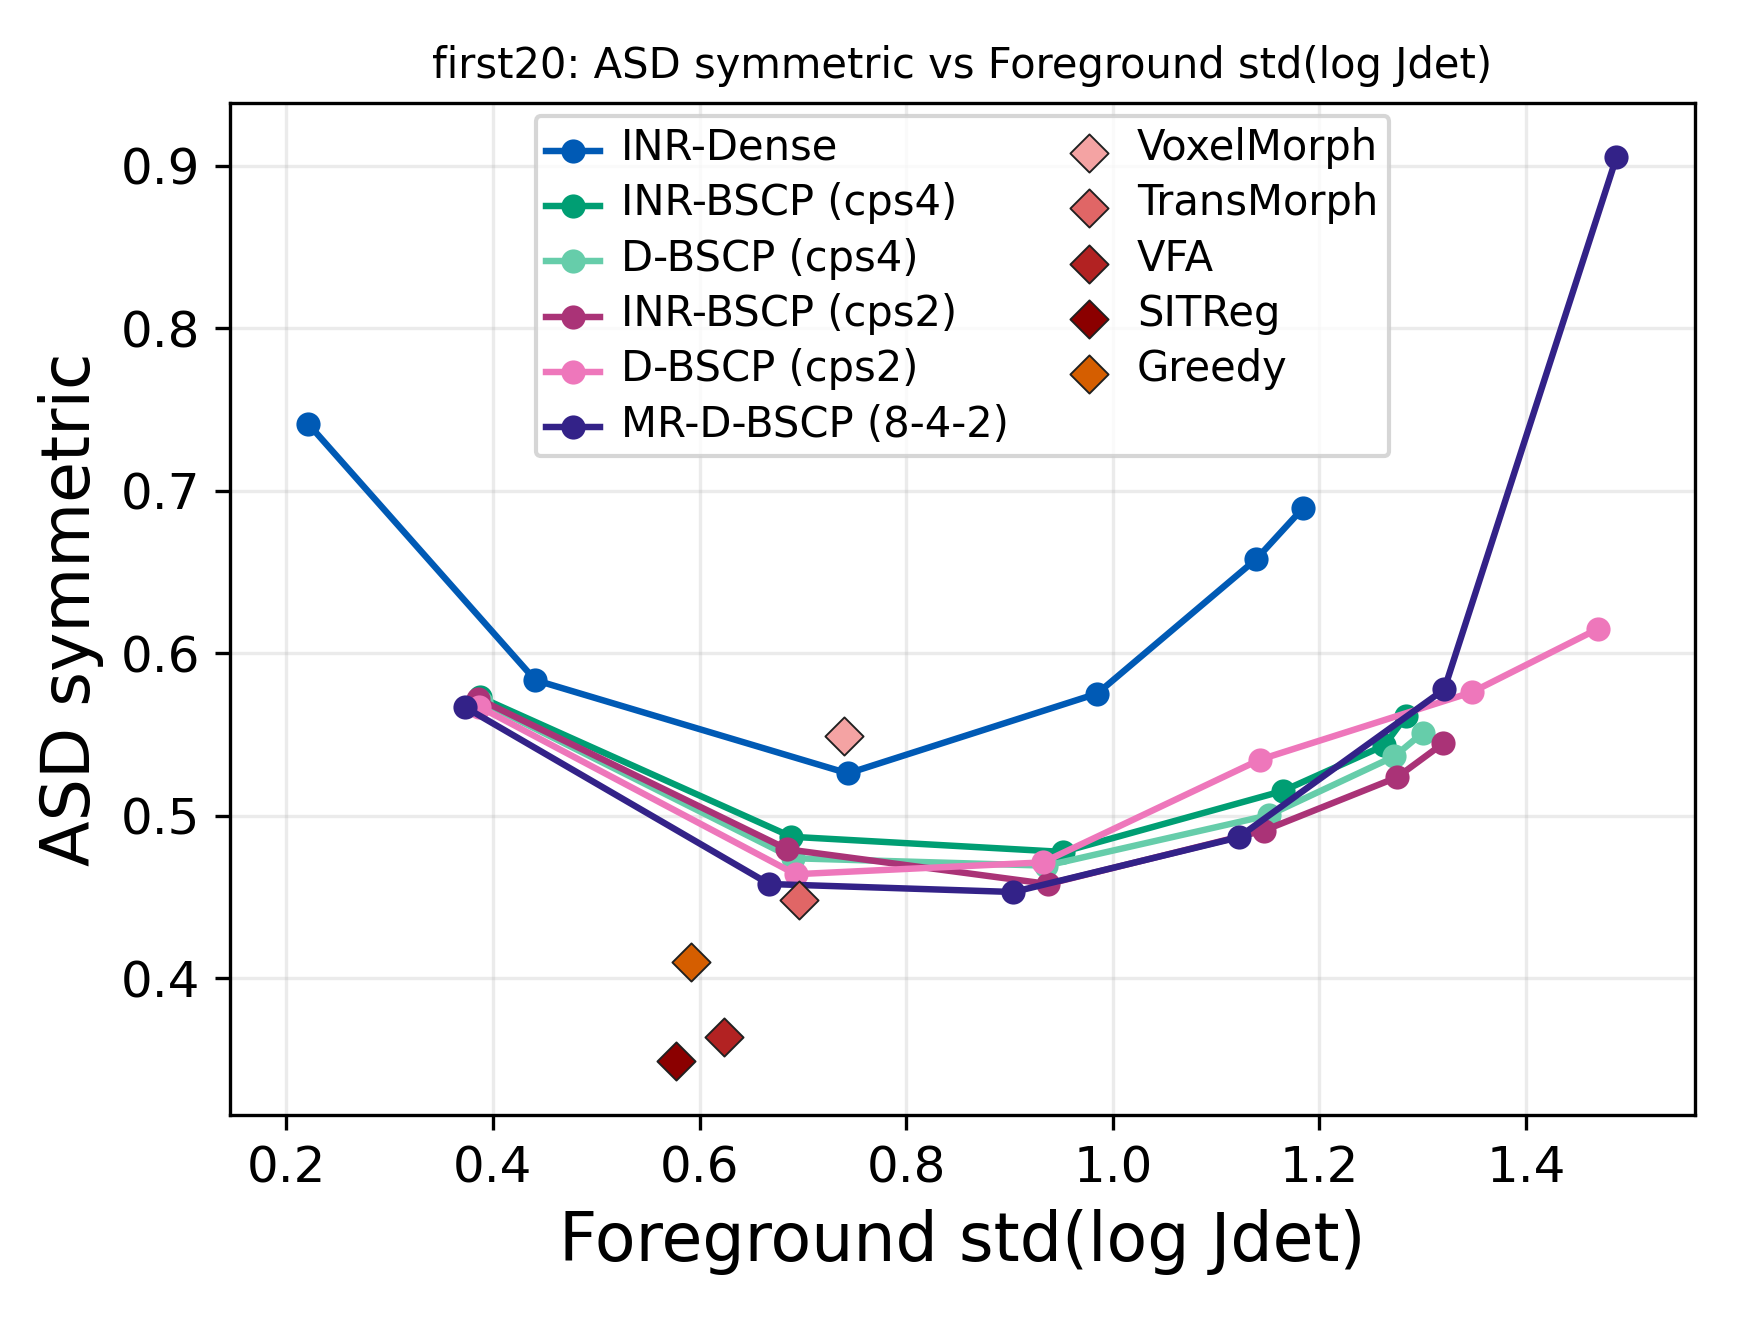 first20: ASD symmetric vs Foreground std(log Jdet)
INR-Dense
INR-BSCP (cps4)
D-BSCP (cps4)
INR-BSCP (cps2)
D-BSCP (cps2)
MR-D-BSCP (8-4-2)
VoxelMorph
TransMorph
VFA
SITReg
Greedy
ASD symmetric
0.9
0.8
0.7
0.6
0.5
0.4
0.2 0.4 0.6 0.8 1.0 1.2 1.4
Foreground std(log Jdet)